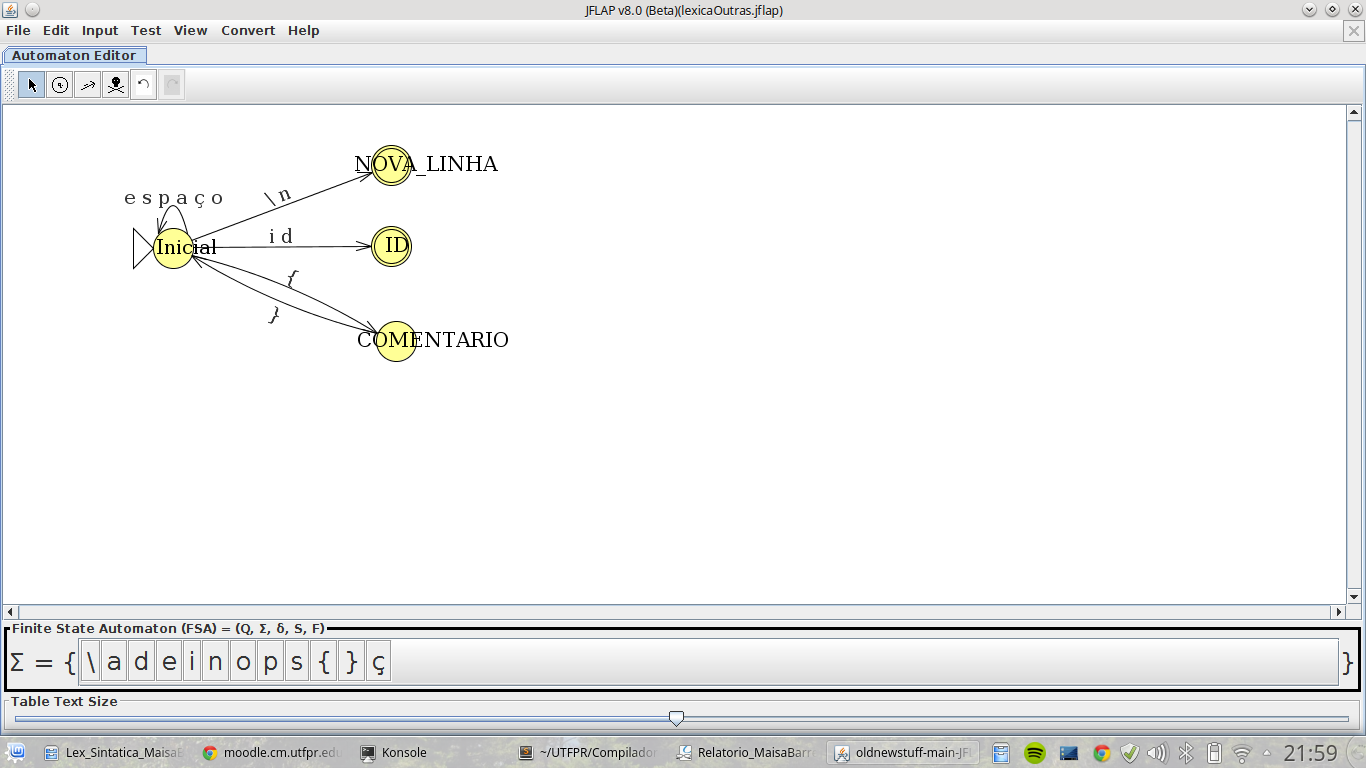 JFLAP v8.0 (Beta)(lexicaOutras.jflap)
File Edit Input Test View Convert Help
Automaton Editor
NOVA_LINHA
e s p a ç o
\ n
Inicial
i d
ID
{
}
COMENTARIO
Finite State Automaton (FSA) = (Q, Σ, δ, S, F)
Σ = { \ a d e i n o p s { } ç }
Table Text Size
Lex_Sintatica_MaisaB moodle.cm.utfpr.edu Konsole ~/UTFPR/Compilador Relatorio_MaisaBarr oldnewstuff-main-JFL 21:59